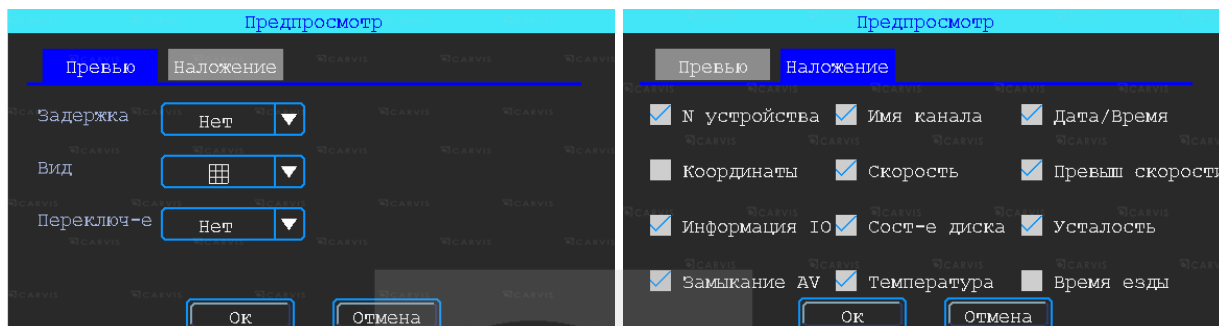 Предпросмотр
Превью Наложение
Задержка Нет
Вид
Переключ-е Нет
Ок Отмена
Предпросмотр
Превью Наложение
N устройства Имя канала Дата/Время
Координаты Скорость Превыш скорости
Информация IO Сост-е диска Усталость
Замыкание AV Температура Время езды
Ок Отмена
CARVIS